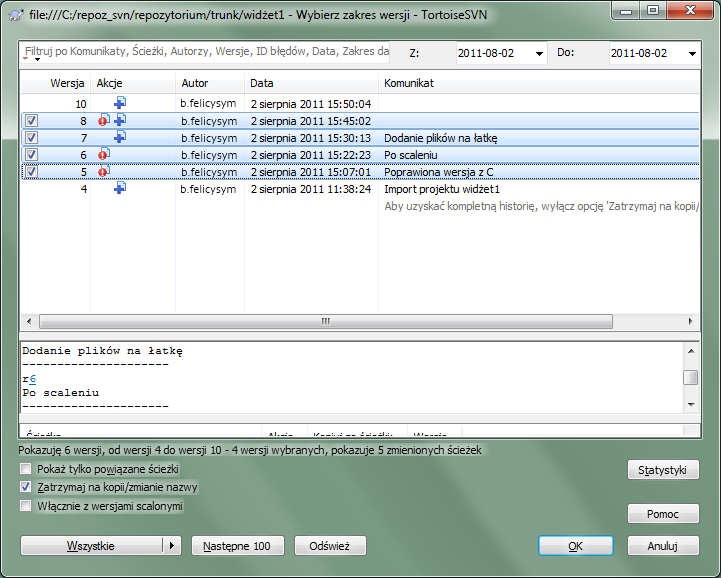 file:///C:/repoz_svn/repozytorium/trunk/widżet1 - Wybierz zakres wersji - TortoiseSVN
Filtruj po Komunaty, Ścieżki, Autorzy, Wersje, ID błędów, Data, Zakres da Z: 2011-08-02 Do: 2011-08-02
Wersja Akcje Autor Data Komunikat
10 b.felicysym 2 sierpnia 2011 15:50:04
8 b.felicysym 2 sierpnia 2011 15:45:02
7 b.felicysym 2 sierpnia 2011 15:30:13 Dodanie plików na łatkę
6 b.felicysym 2 sierpnia 2011 15:22:23 Po scaleniu
5 b.felicysym 2 sierpnia 2011 15:07:01 Poprawiona wersja z C
4 b.felicysym 2 sierpnia 2011 11:38:24 Import projektu widżet1
Aby uzyskać kompletną historię, wyłącz opcję 'Zatrzymaj na kopii/
Dodanie plików na łatkę
---------------------
r6
Po scaleniu
---------------------
Ścieżka Akcja Kopiuj ze ścieżki Wersja
Pokazuję 6 wersji, od wersji 4 do wersji 10 - 4 wersji wybranych, pokazuje 5 zmienionych ścieżek
Pokaż tylko powiązane ścieżki
Statystyki
Zatrzymaj na kopii/zmianie nazwy
Włącznie z wersjami scalonymi
Pomoc
Wszystkie Następne 100 Odśwież OK Anuluj